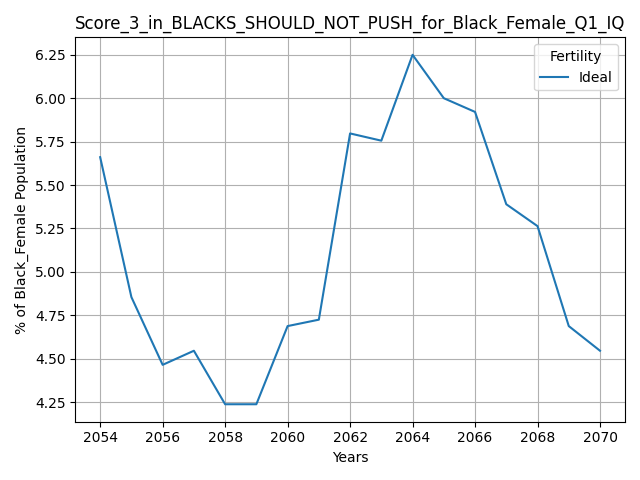 Score_3_in_BLACKS_SHOULD_NOT_PUSH_for_Black_Female_Q1_IQ
Fertility
Ideal
6.25
6.00
5.75
5.50
5.25
5.00
4.75
4.50
4.25
% of Black_Female Population
2054 2056 2058 2060 2062 2064 2066 2068 2070
Years